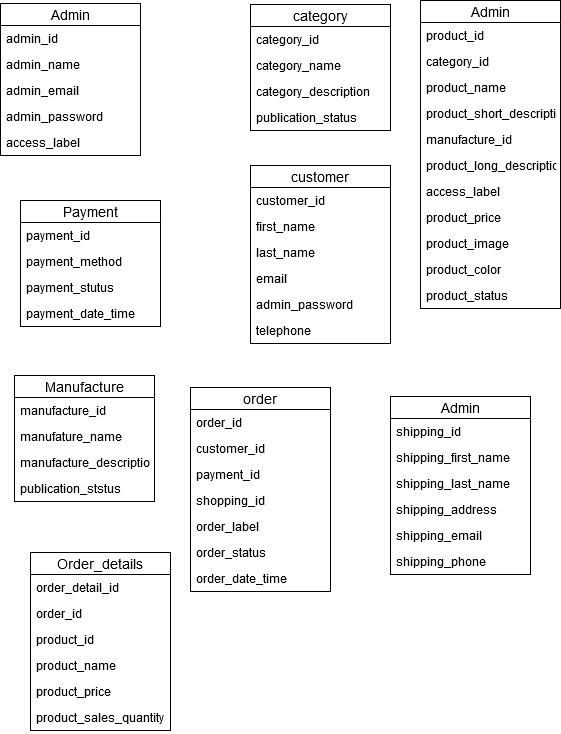 Admin
admin_id
admin_name
admin_email
admin_password
access_label
category
category_id
category_name
category_description
publication_status
Admin
product_id
category_id
product_name
product_short_descripti
manufacture_id
product_long_descriptic
access_label
product_price
product_image
product_color
product_status
customer
customer_id
first_name
last_name
email
admin_password
telephone
Payment
payment_id
payment_method
payment_stutus
payment_date_time
Manufacture
manufacture_id
manufature_name
manufacture_descriptio
publication_ststus
order
order_id
customer_id
payment_id
shopping_id
order_label
order_status
order_date_time
Admin
shipping_id
shipping_first_name
shipping_last_name
shipping_address
shipping_email
shipping_phone
Order_details
order_detail_id
order_id
product_id
product_name
product_price
product_sales_quantity